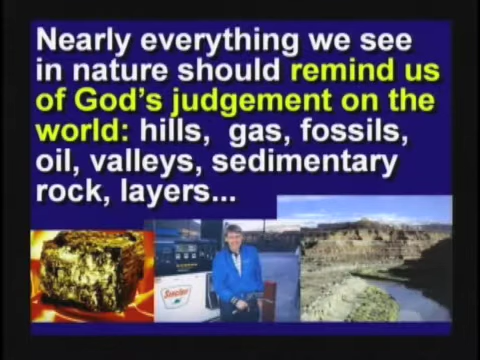 Nearly everything we see
in nature should remind us
of God's judgement on the
world: hills, gas, fossils,
oil, valleys, sedimentary
rock, layers...
Sinclair